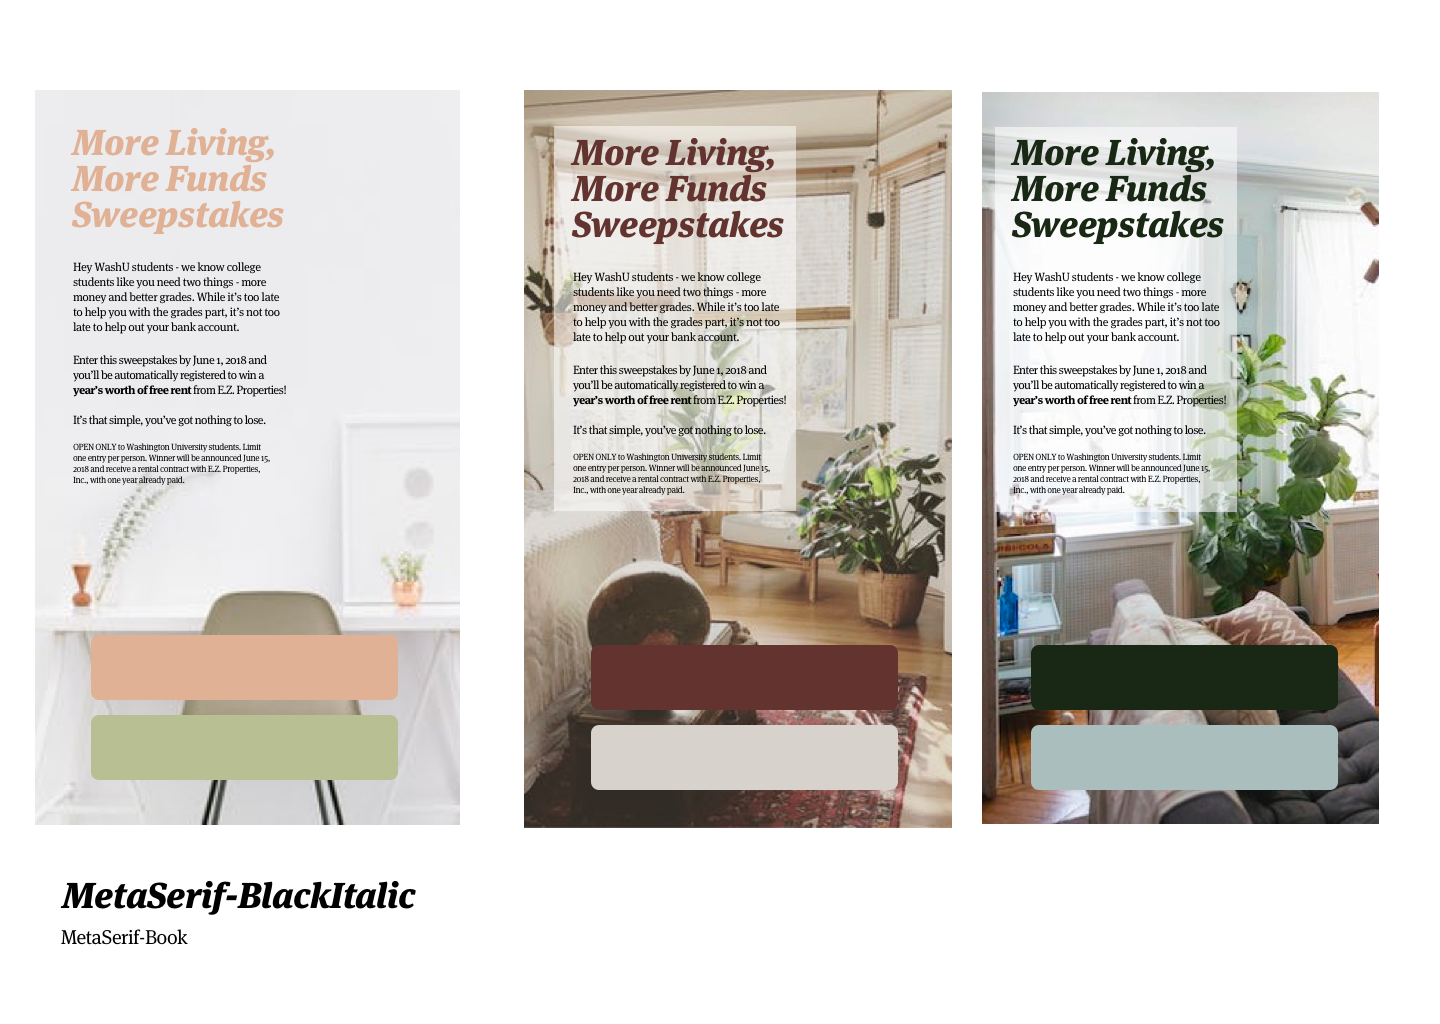 More Living,
More Funds
Sweepstakes
Hey WashU students - we know college
students like you need two things - more
money and better grades. While it's too late
to help you with the grades part, it's not too
late to help out your bank account.
Enter this sweepstakes by June 1, 2018 and
you'll be automatically registered to win a
year's worth of free rent from E.Z. Properties!
It's that simple, you've got nothing to lose.
OPEN ONLY to Washington University students. Limit
one entry per person. Winner will be announced June 15,
2018 and receive a rental contract with E.Z. Properties,
Inc., with one year already paid.
More Living,
More Funds
Sweepstakes
Hey WashU students - we know college
students like you need two things - more
money and better grades. While it's too late
to help you with the grades part, it's not too
late to help out your bank account.
Enter this sweepstakes by June 1, 2018 and
you'll be automatically registered to win a
year's worth of free rent from E.Z. Properties!
It's that simple, you've got nothing to lose.
OPEN ONLY to Washington University students. Limit
one entry per person. Winner will be announced June 15,
2018 and receive a rental contract with E.Z. Properties,
Inc., with one year already paid.
More Living,
More Funds
Sweepstakes
Hey WashU students - we know college
students like you need two things - more
money and better grades. While it's too late
to help you with the grades part, it's not too
late to help out your bank account.
Enter this sweepstakes by June 1, 2018 and
you'll be automatically registered to win a
year's worth of free rent from E.Z. Properties!
It's that simple, you've got nothing to lose.
OPEN ONLY to Washington University students. Limit
one entry per person. Winner will be announced June 15,
2018 and receive a rental contract with E.Z. Properties,
Inc., with one year already paid.
MetaSerif-BlackItalic
MetaSerif-Book